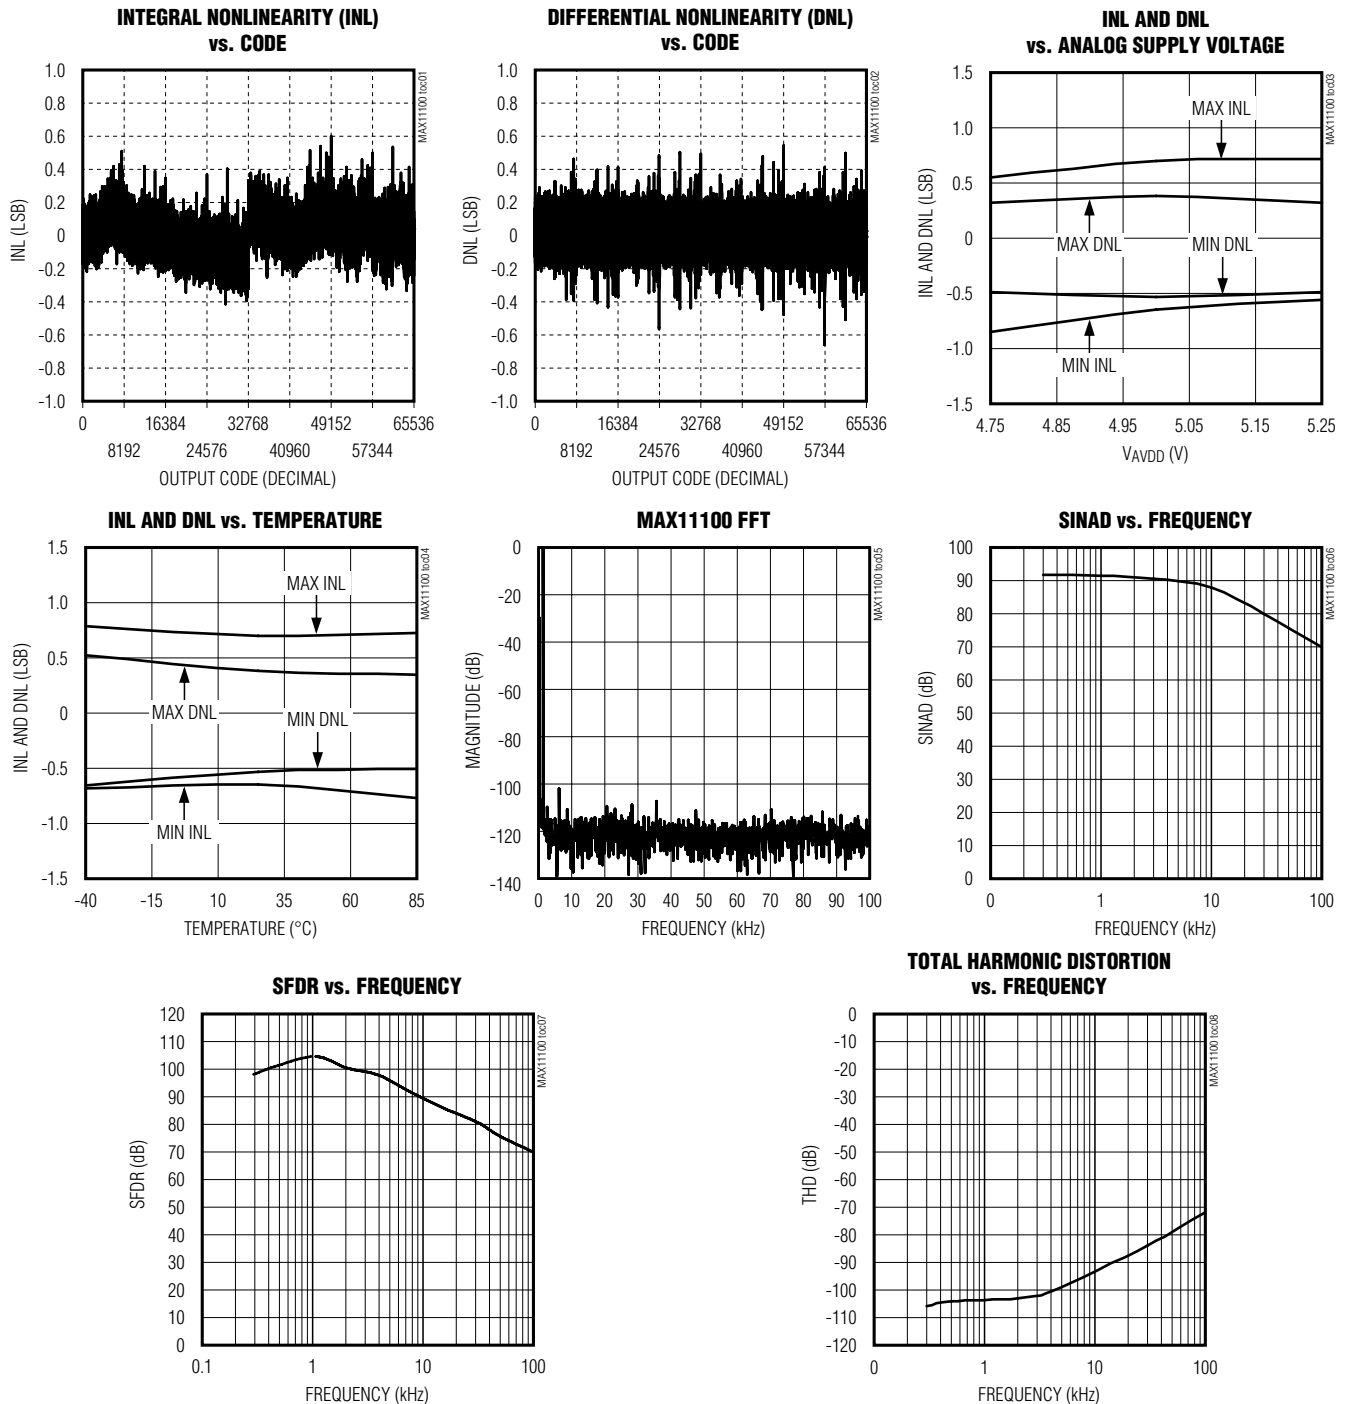 INTEGRAL NONLINEARITY (INL)
vs. CODE
MAX11100 toc01
INL (LSB)
1.0
0.8
0.6
0.4
0.2
0
-0.2
-0.4
-0.6
-0.8
-1.0
0 16384 32768 49152 65536
8192 24576 40960 57344
OUTPUT CODE (DECIMAL)
DIFFERENTIAL NONLINEARITY (DNL)
vs. CODE
MAX11100 toc02
DNL (LSB)
1.0
0.8
0.6
0.4
0.2
0
-0.2
-0.4
-0.6
-0.8
-1.0
0 16384 32768 49152 65536
8192 24576 40960 57344
OUTPUT CODE (DECIMAL)
INL AND DNL
vs. ANALOG SUPPLY VOLTAGE
MAX11100 toc03
INL AND DNL (LSB)
1.5
1.0
0.5
0
-0.5
-1.0
-1.5
MAX INL
MAX DNL
MIN DNL
MIN INL
4.75 4.85 4.95 5.05 5.15 5.25
VAVDD (V)
INL AND DNL vs. TEMPERATURE
MAX11100 toc04
INL AND DNL (LSB)
1.5
1.0
0.5
0
-0.5
-1.0
-1.5
MAX INL
MAX DNL
MIN DNL
MIN INL
-40 -15 10 35 60 85
TEMPERATURE (°C)
MAX11100 FFT
MAX11100 toc05
MAGNITUDE (dB)
0
-20
-40
-60
-80
-100
-120
-140
0 10 20 30 40 50 60 70 80 90 100
FREQUENCY (kHz)
SINAD vs. FREQUENCY
MAX11100 toc06
SINAD (dB)
100
90
80
70
60
50
40
30
20
10
0
0 1 10 100
FREQUENCY (kHz)
SFDR vs. FREQUENCY
MAX11100 toc07
SFDR (dB)
120
110
100
90
80
70
60
50
40
30
20
10
0
0.1 1 10 100
FREQUENCY (kHz)
TOTAL HARMONIC DISTORTION
vs. FREQUENCY
MAX11100 toc08
THD (dB)
0
-10
-20
-30
-40
-50
-60
-70
-80
-90
-100
-110
-120
0 1 10 100
FREQUENCY (kHz)